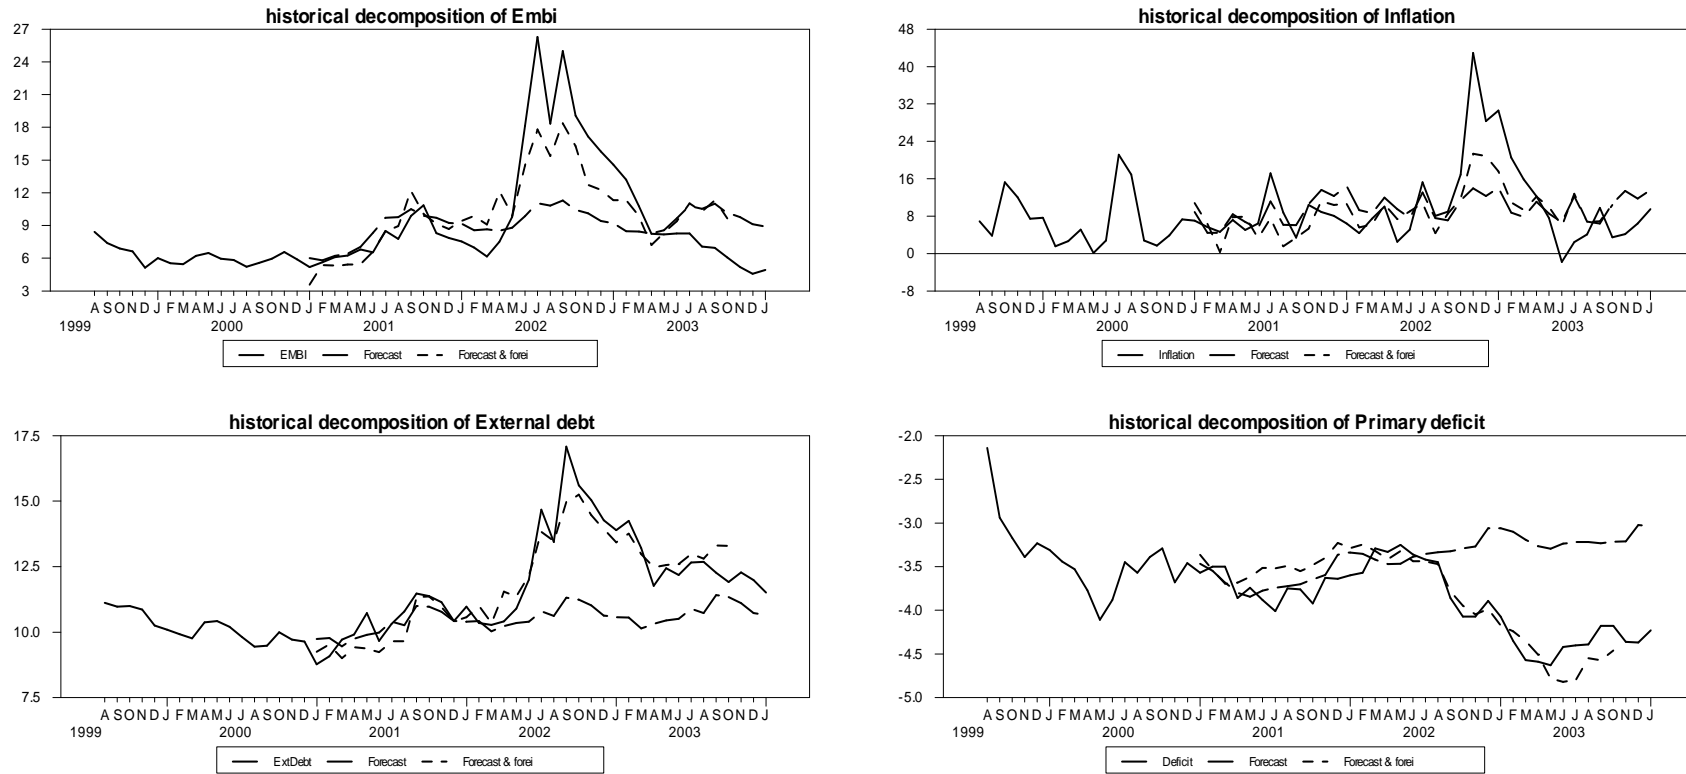 historical decomposition of Embi
27
24
21
18
15
12
9
6
3
A S O N D J F M A M J J A S O N D J F M A M J J A S O N D J F M A M J J A S O N D J F M A M J J A S O N D J
1999 2000 2001 2002 2003
EMBI Forecast Forecast & forei
historical decomposition of Inflation
48
40
32
24
16
8
0
-8
A S O N D J F M A M J J A S O N D J F M A M J J A S O N D J F M A M J J A S O N D J F M A M J J A S O N D J
1999 2000 2001 2002 2003
Inflation Forecast Forecast & forei
historical decomposition of External debt
17.5
15.0
12.5
10.0
7.5
A S O N D J F M A M J J A S O N D J F M A M J J A S O N D J F M A M J J A S O N D J F M A M J J A S O N D J
1999 2000 2001 2002 2003
ExtDebt Forecast Forecast & forei
historical decomposition of Primary deficit
-2.0
-2.5
-3.0
-3.5
-4.0
-4.5
-5.0
A S O N D J F M A M J J A S O N D J F M A M J J A S O N D J F M A M J J A S O N D J F M A M J J A S O N D J
1999 2000 2001 2002 2003
Deficit Forecast Forecast & forei